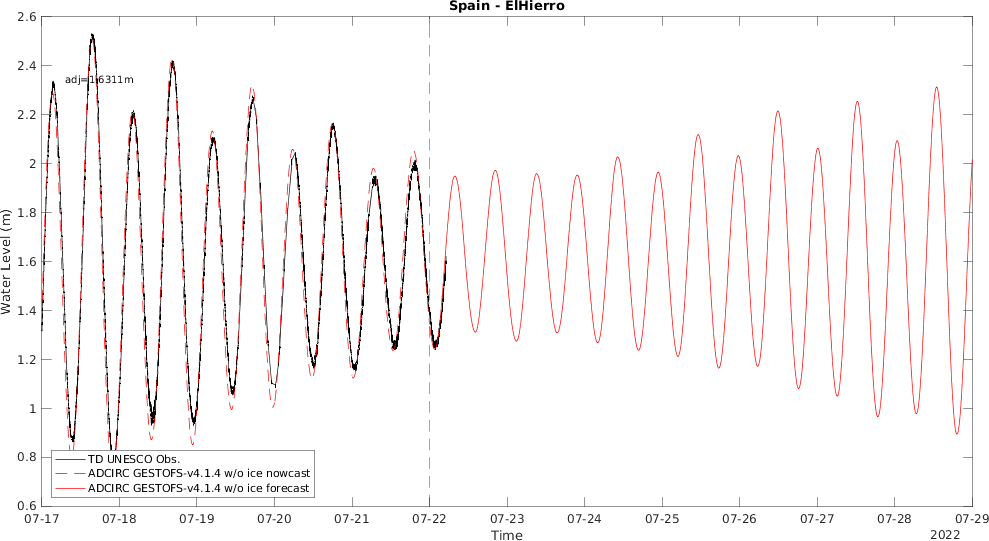 Spain - ElHierro
2.6
2.4
2.2
2
1.8
1.6
1.4
1.2
1
0.8
0.6
Water Level (m)
adj=1.6311m
TD UNESCO Obs.
ADCIRC GESTOFS-v4.1.4 w/o ice nowcast
ADCIRC GESTOFS-v4.1.4 w/o ice forecast
07-17 07-18 07-19 07-20 07-21 07-22 07-23 07-24 07-25 07-26 07-27 07-28 07-29
Time
2022